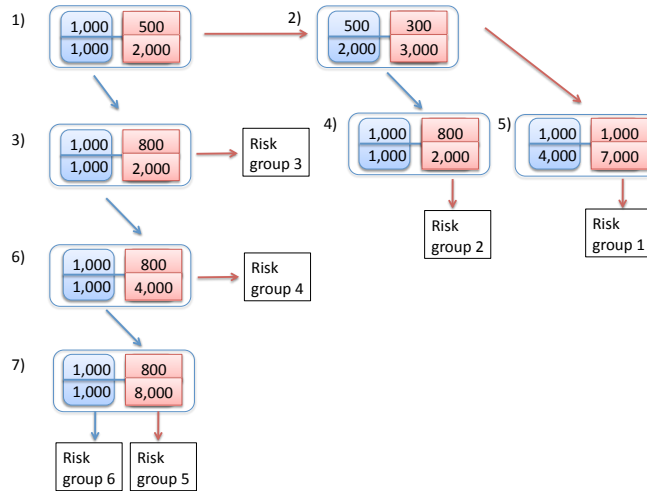 1)
1,000 500
1,000 2,000
2)
500 300
2,000 3,000
3)
1,000 800
1,000 2,000
Risk
group 3
4)
1,000 800
1,000 2,000
5)
1,000 1,000
4,000 7,000
Risk
group 2
Risk
group 1
6)
1,000 800
1,000 4,000
Risk
group 4
7)
1,000 800
1,000 8,000
Risk
group 6
Risk
group 5